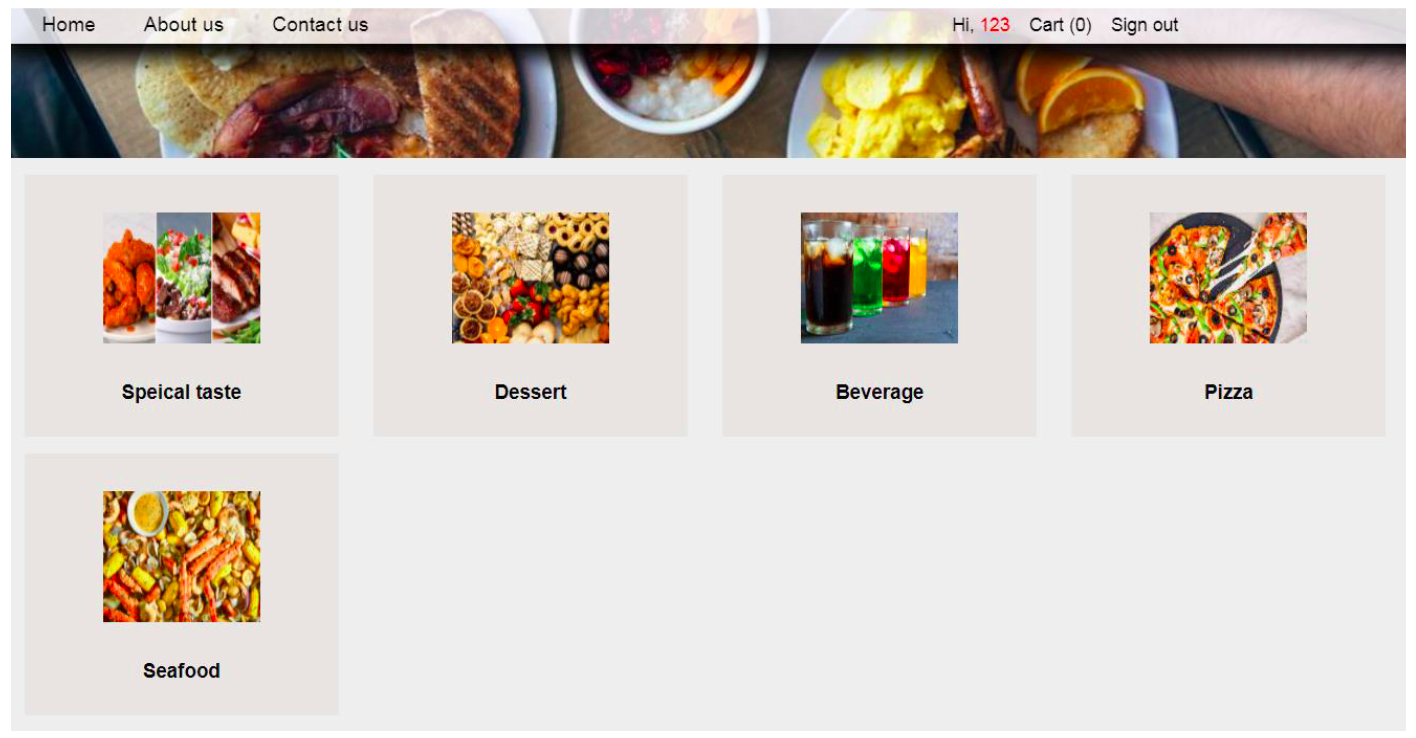 Home About us Contact us Hi, 123 Cart (0) Sign out
Speical taste Dessert Beverage Pizza
Seafood